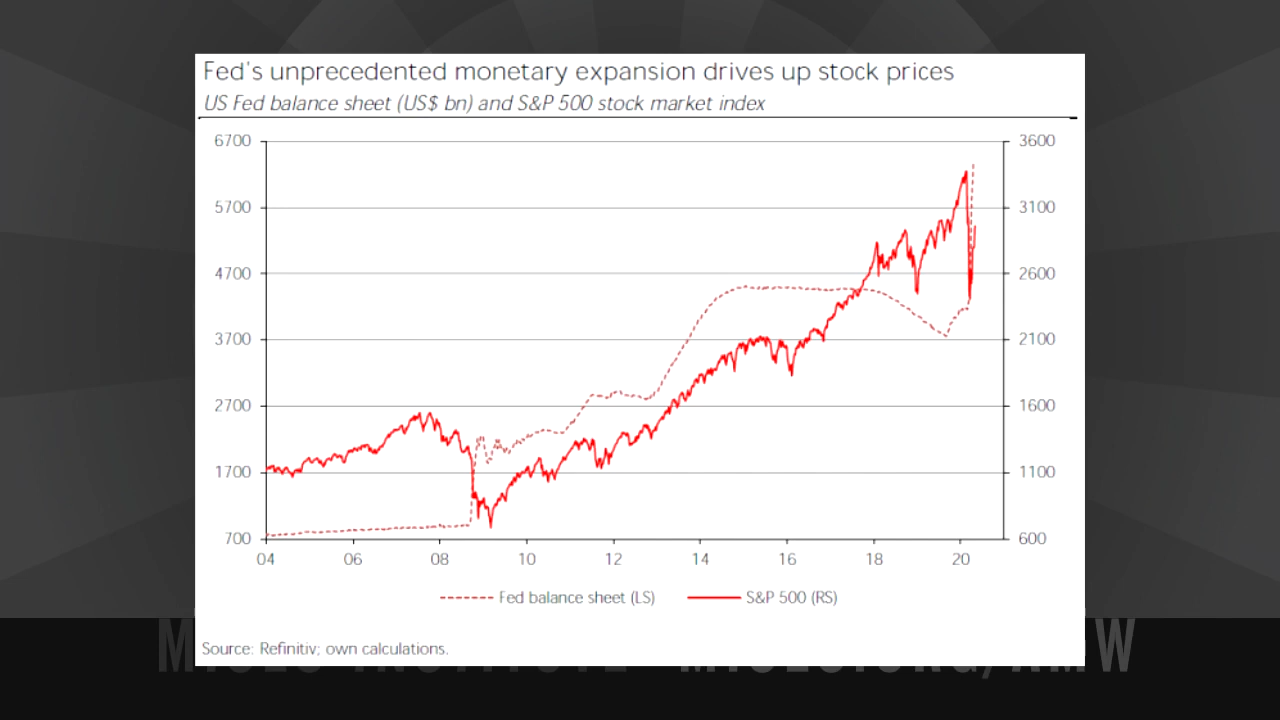 Fed's unprecedented monetary expansion drives up stock prices
US Fed balance sheet (US$ bn) and S&P 500 stock market index
6700 3600
5700 3100
4700 2600
3700 2100
2700 1600
1700 1100
700 600
04 06 08 10 12 14 16 18 20
Fed balance sheet (LS) S&P 500 (RS)
Source: Refinitiv; own calculations.